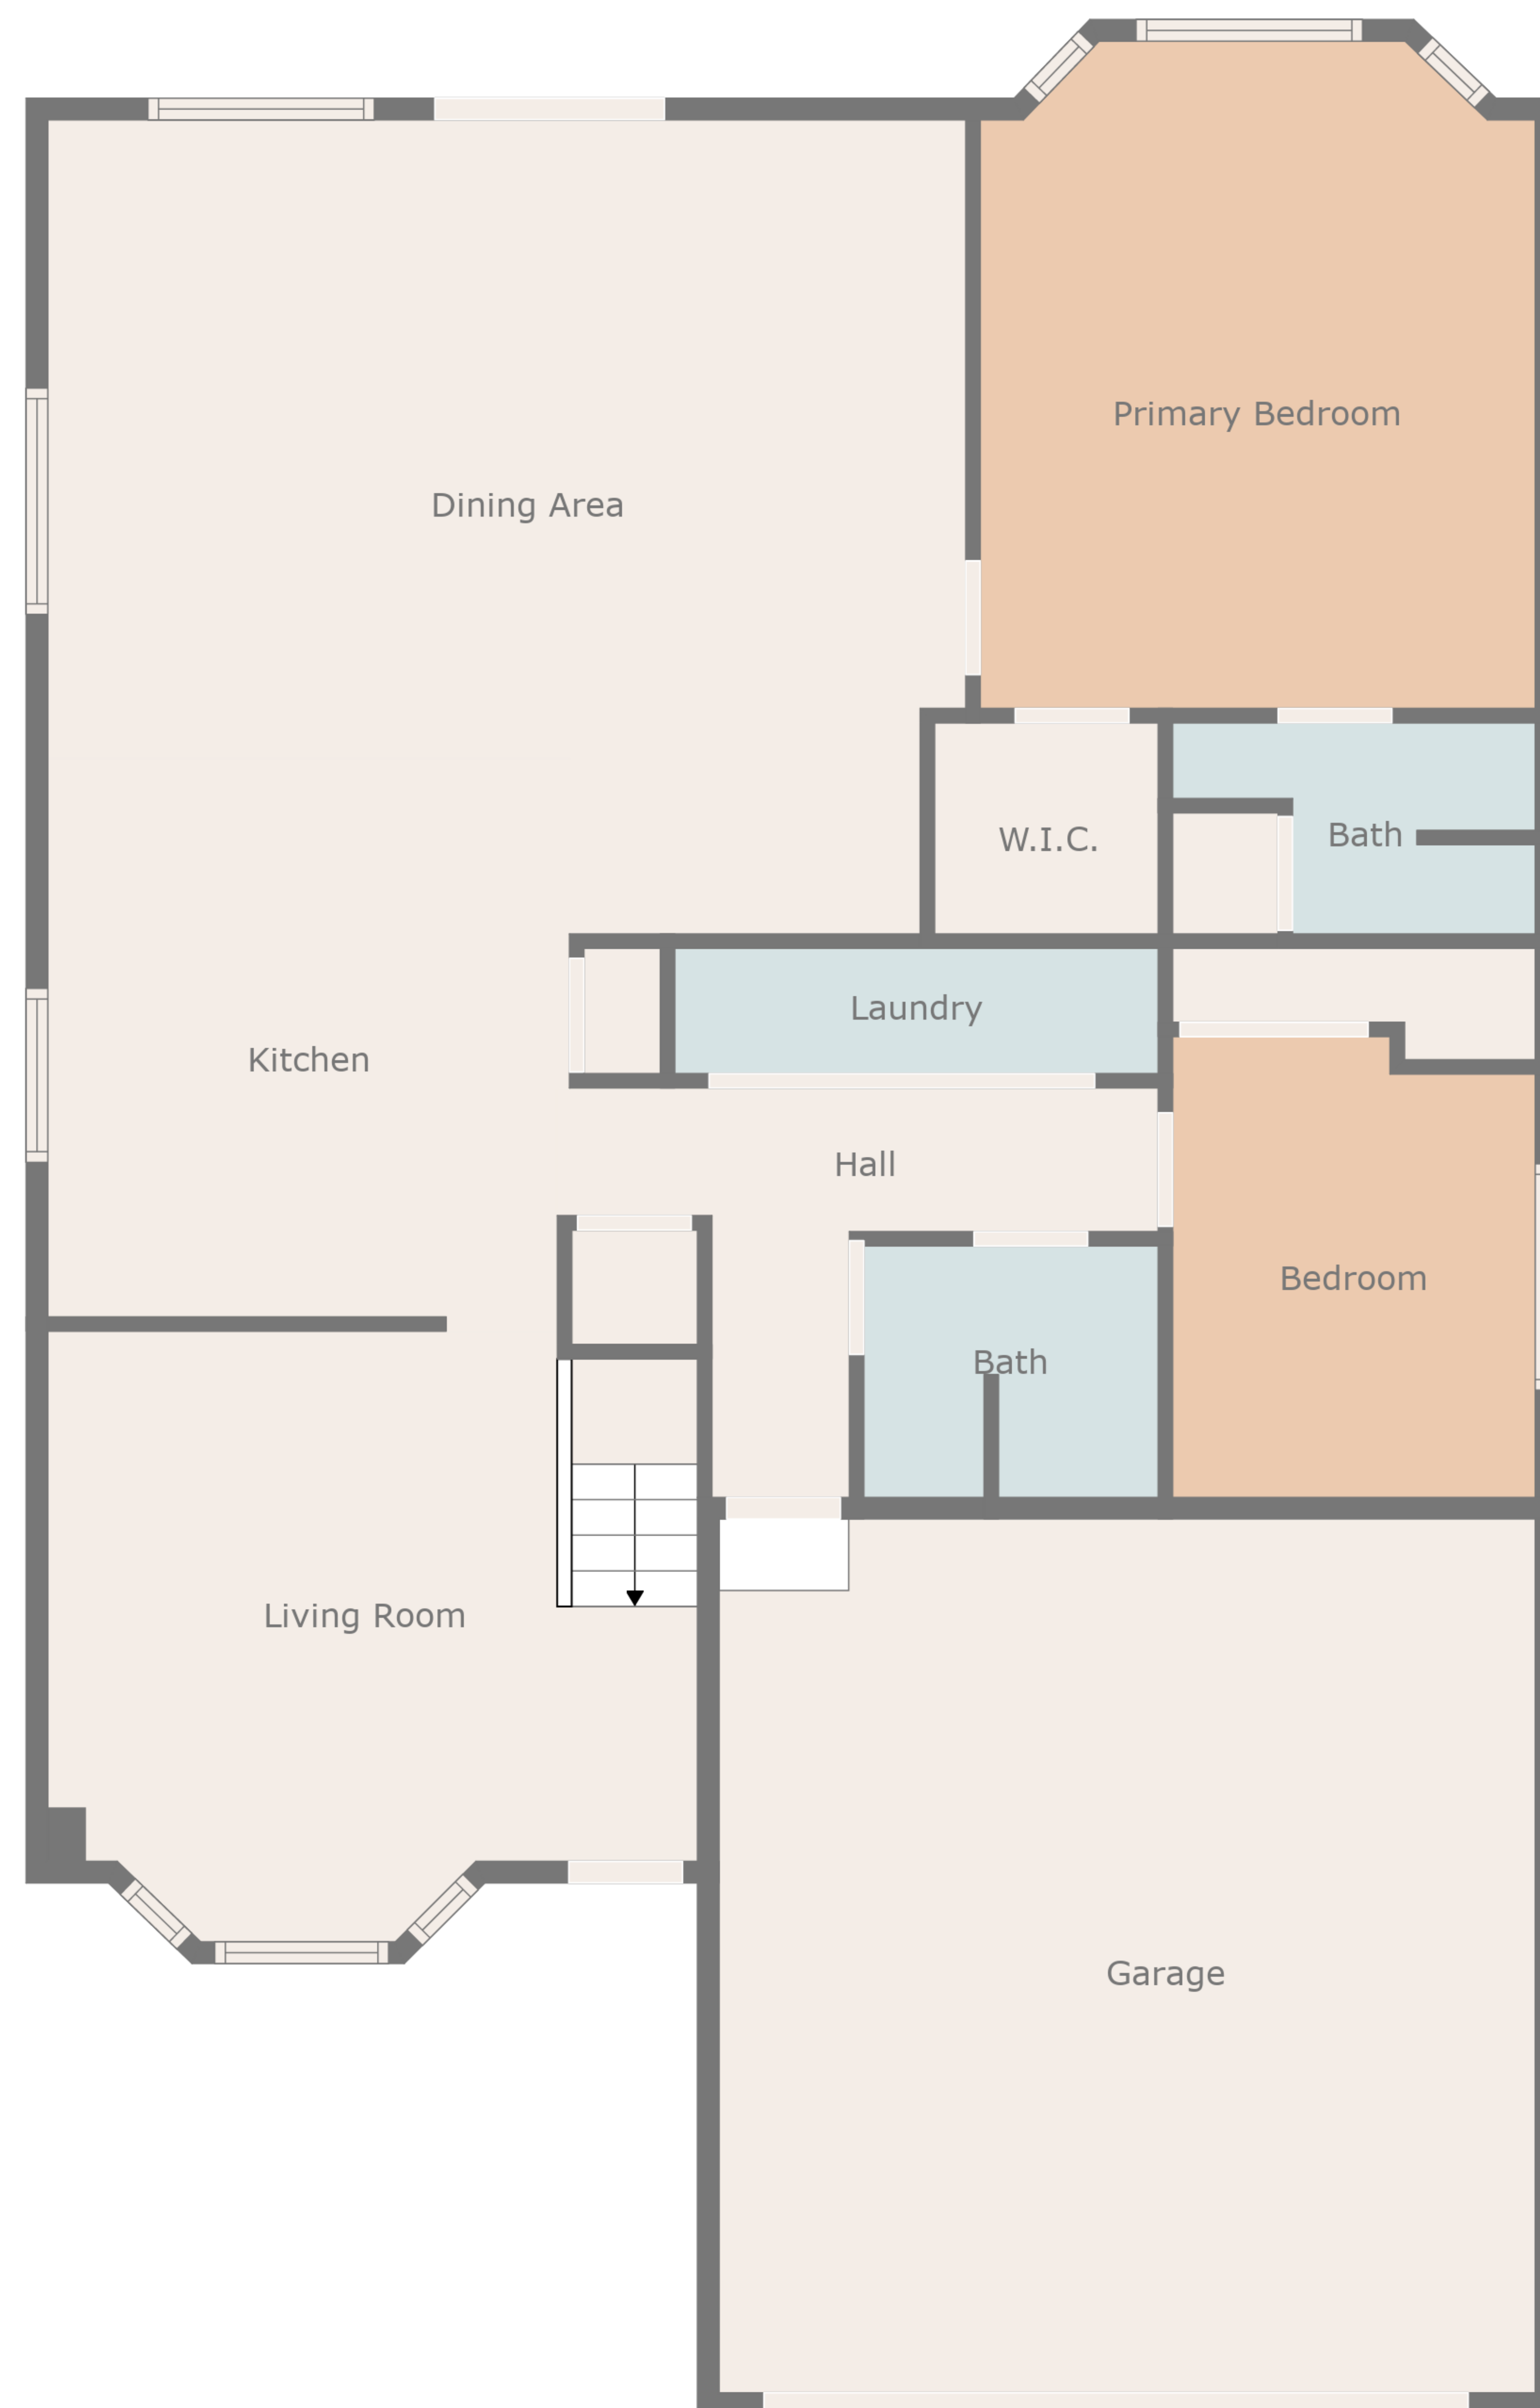 Primary Bedroom
Dining Area
W.I.C.
Bath
Laundry
Kitchen
Hall
Bedroom
Bath
Living Room
Garage